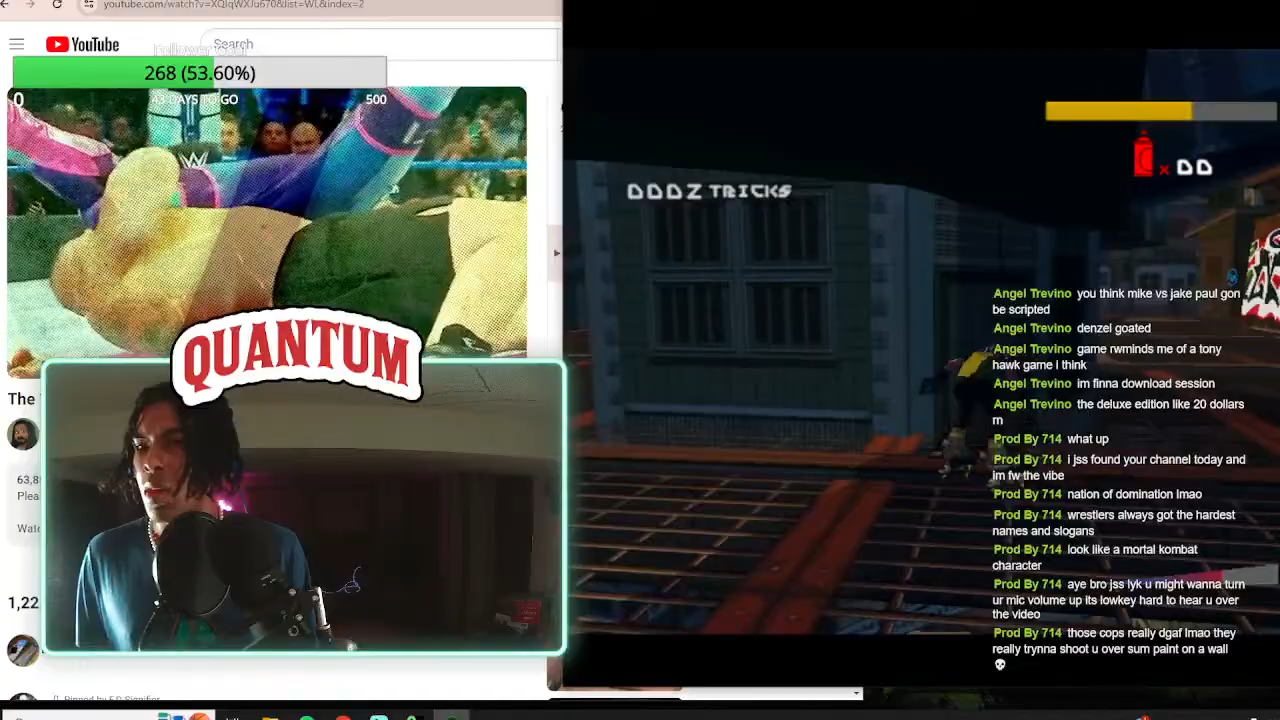 youtube.com/watch?v=XQIqWXJu670&list=WL&index=2
YouTube
Search
Follower Goal
268 (53.60%)
0
43 DAYS TO GO
500
DDDZ TRICKS
x DD
QUANTUM
The
63,8
Plea
Wat
1,22
Pinned by F.D Signifier
Angel Trevino you think mike vs jake paul gon
be scripted
Angel Trevino denzel goated
Angel Trevino game rwminds me of a tony
hawk game I think
Angel Trevino im finna download session
Angel Trevino the deluxe edition like 20 dollars
rn
Prod By 714 what up
Prod By 714 i jss found your channel today and
im fw the vibe
Prod By 714 nation of domination lmao
Prod By 714 wrestlers always got the hardest
names and slogans
Prod By 714 look like a mortal kombat
character
Prod By 714 aye bro jss lyk u might wanna turn
ur mic volume up its lowkey hard to hear u over
the video
Prod By 714 those cops really dgaf lmao they
really trynna shoot u over sum paint on a wall
💀